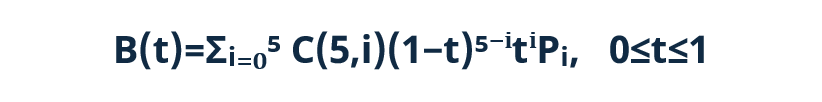 B(t)=Σᵢ₌₀⁵ C(5,i)(1−t)⁵⁻ⁱtⁱPᵢ, 0≤t≤1